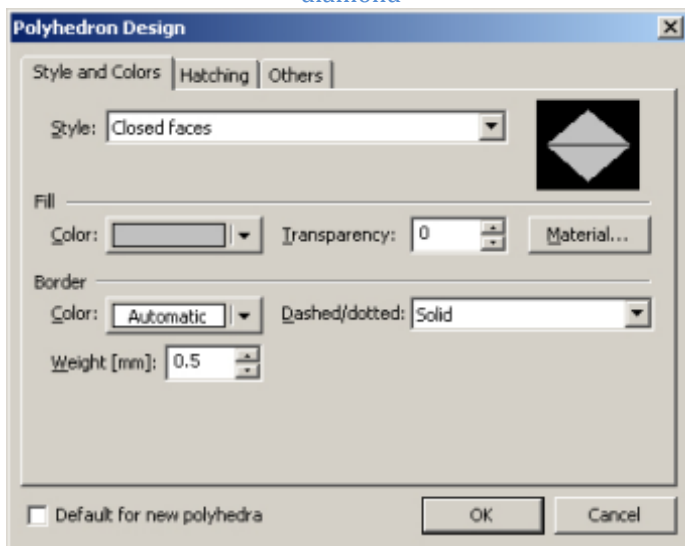 Polyhedron Design
Style and Colors Hatching Others
Style: Closed faces
Fill
Color: Transparency: 0 Material...
Border
Color: Automatic Dashed/dotted: Solid
Weight [mm]: 0.5
Default for new polyhedra OK Cancel